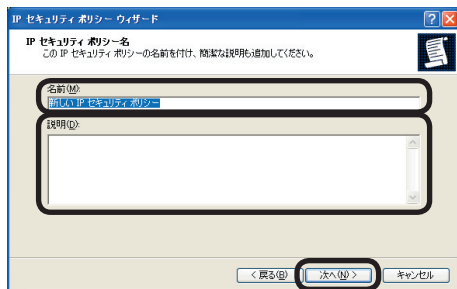 IP セキュリティ ポリシー ウィザード
IP セキュリティ ポリシー名
この IP セキュリティ ポリシーの名前を付け、簡潔な説明も追加してください。
名前(M):
新しい IP セキュリティ ポリシー
説明(D):
< 戻る(B)
次へ(N) >
キャンセル